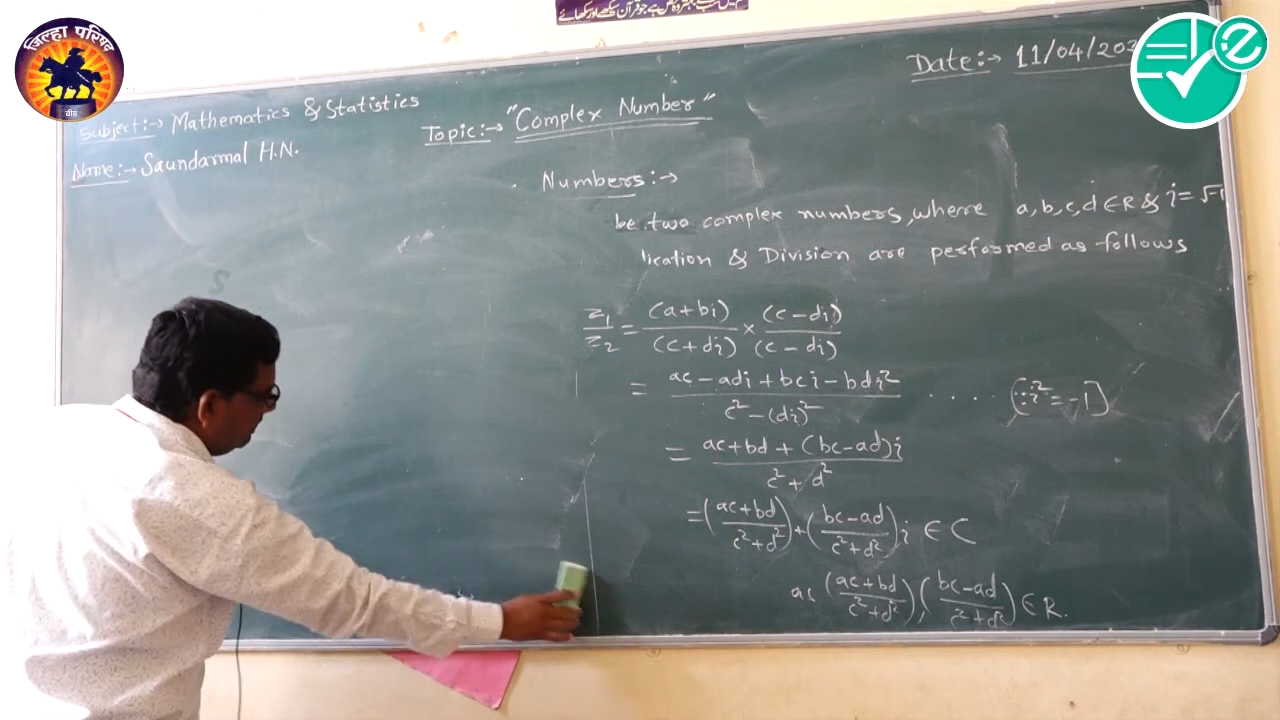 जिल्हा परिषद
बीड
Date:→ 11/04/202
Subject:→ Mathematics & Statistics
Topic:→ "Complex Number"
Name:→ Saundarmal H.N.
Numbers:→
be two complex numbers, where a, b, c, d ∈ R & i = √-1
lication & Division are performed as follows
z₁/z₂ = (a+bi)/(c+di) × (c-di)/(c-di)
= (ac-adi+bci-bdi²)/(c²-(di)²) . . . . . [∵ i² = -1]
= (ac+bd+(bc-ad)i)/(c²+d²)
= ((ac+bd)/(c²+d²)) + ((bc-ad)/(c²+d²)) i ∈ C
as ((ac+bd)/(c²+d²)), ((bc-ad)/(c²+d²)) ∈ R.